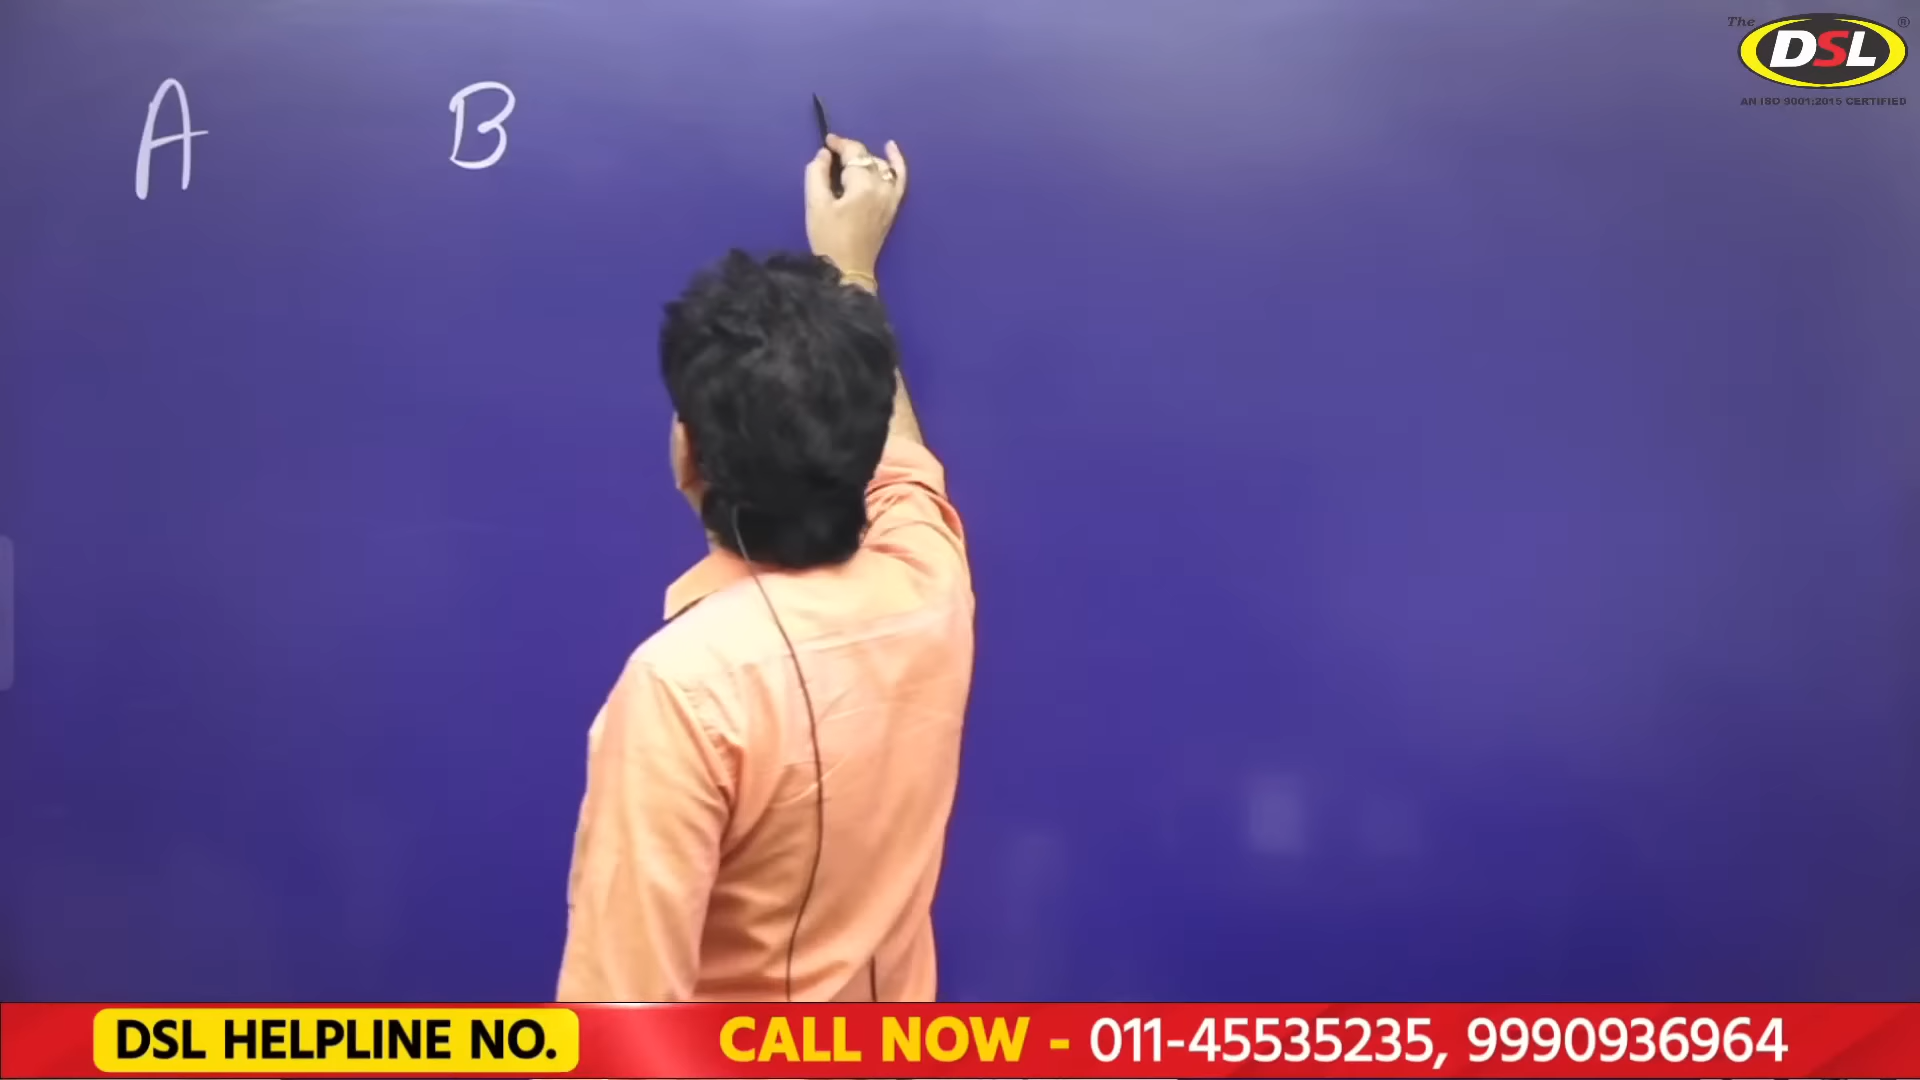 A B
The DSL ®
AN ISO 9001:2015 CERTIFIED
DSL HELPLINE NO. CALL NOW - 011-45535235, 9990936964